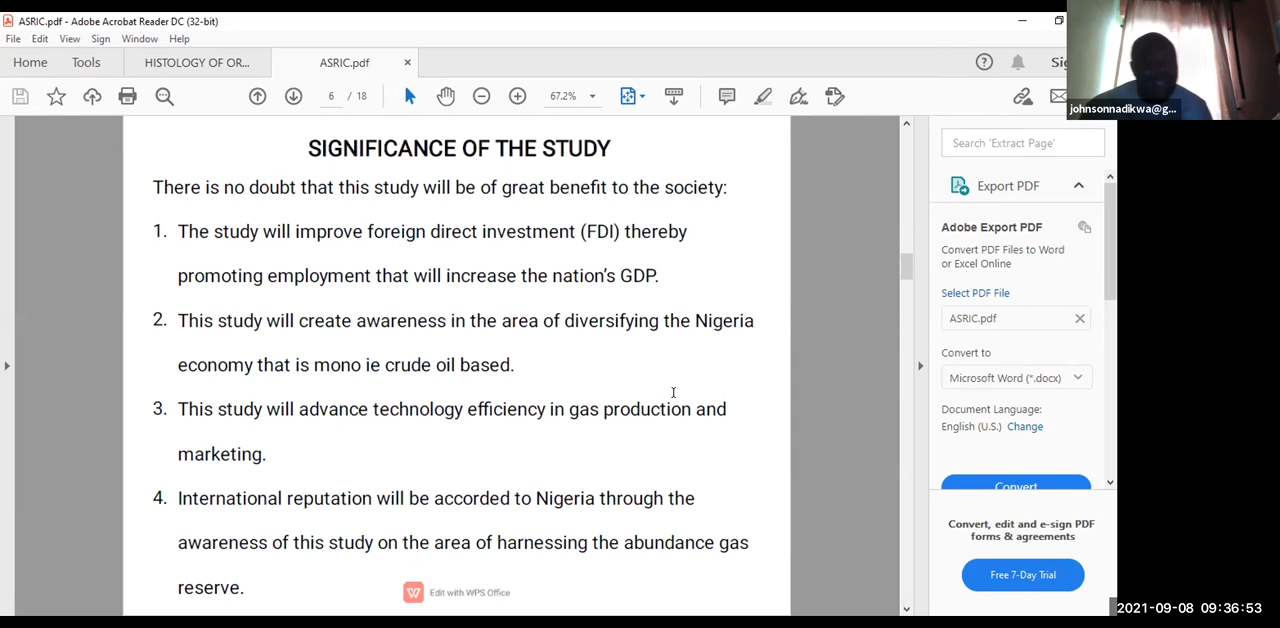 ASRIC.pdf - Adobe Acrobat Reader DC (32-bit)
File Edit View Sign Window Help
Home Tools HISTOLOGY OF OR... ASRIC.pdf
6 / 18 67.2%
johnsonnadikwa@g...
SIGNIFICANCE OF THE STUDY
There is no doubt that this study will be of great benefit to the society:
1. The study will improve foreign direct investment (FDI) thereby
promoting employment that will increase the nation's GDP.
2. This study will create awareness in the area of diversifying the Nigeria
economy that is mono ie crude oil based.
3. This study will advance technology efficiency in gas production and
marketing.
4. International reputation will be accorded to Nigeria through the
awareness of this study on the area of harnessing the abundance gas
reserve.
Edit with WPS Office
Search 'Extract Page'
Export PDF
Adobe Export PDF
Convert PDF Files to Word
or Excel Online
Select PDF File
ASRIC.pdf
Convert to
Microsoft Word (*.docx)
Document Language:
English (U.S.) Change
Convert
Convert, edit and e-sign PDF
forms & agreements
Free 7-Day Trial
2021-09-08 09:36:53